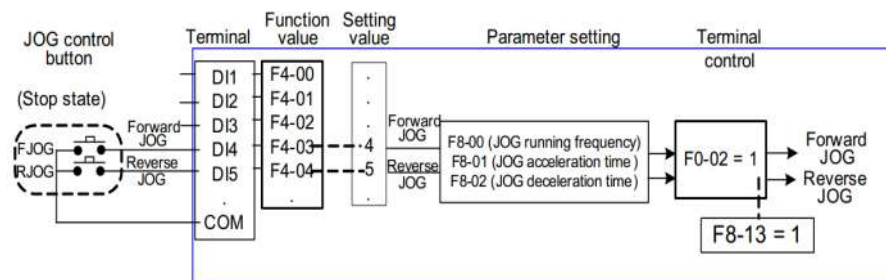 JOG control
button
(Stop state)
FJOG
RJOG
Forward
JOG
Reverse
JOG
Terminal
DI1
DI2
DI3
DI4
DI5
.
COM
Function
value
F4-00
F4-01
F4-02
F4-03
F4-04
.
Setting
value
.
.
.
4
5
.
.
Forward
JOG
Reverse
JOG
Parameter setting
F8-00 (JOG running frequency)
F8-01 (JOG acceleration time)
F8-02 (JOG deceleration time)
Terminal
control
F0-02 = 1
F8-13 = 1
Forward
JOG
Reverse
JOG